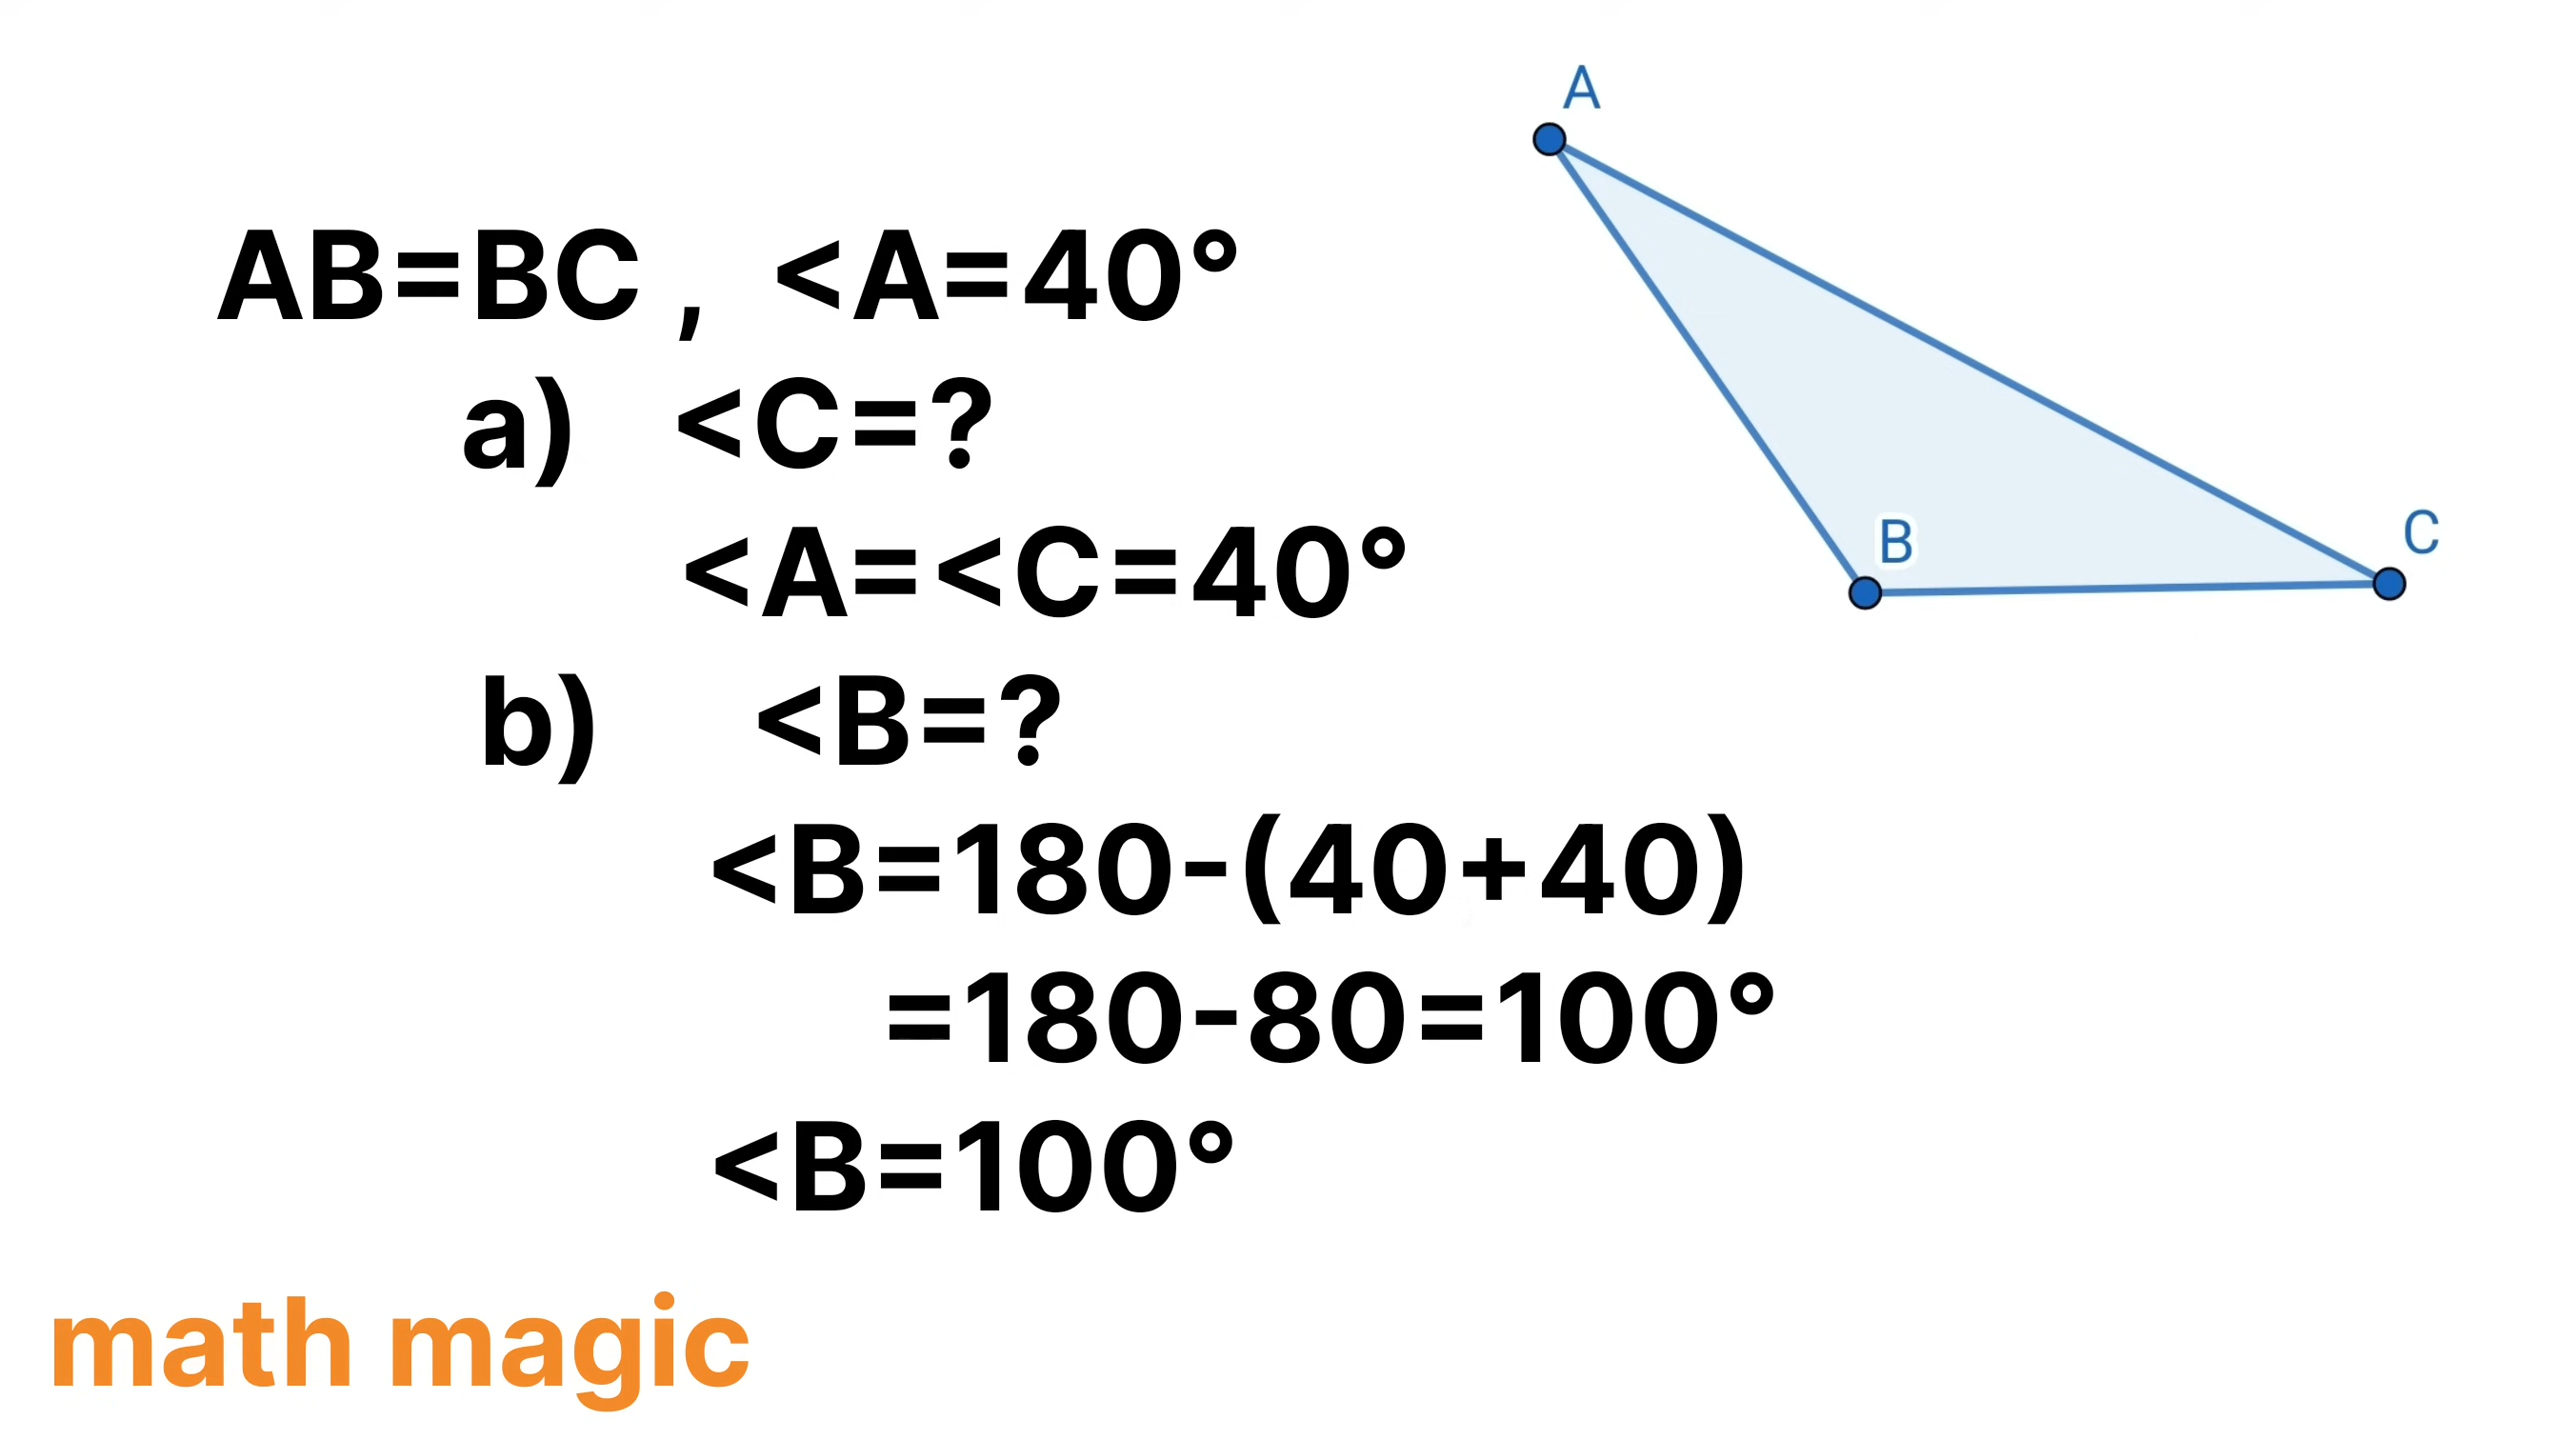 A
AB=BC , <A=40°
a) <C=?
<A=<C=40°
B
C
b) <B=?
<B=180-(40+40)
=180-80=100°
<B=100°
math magic